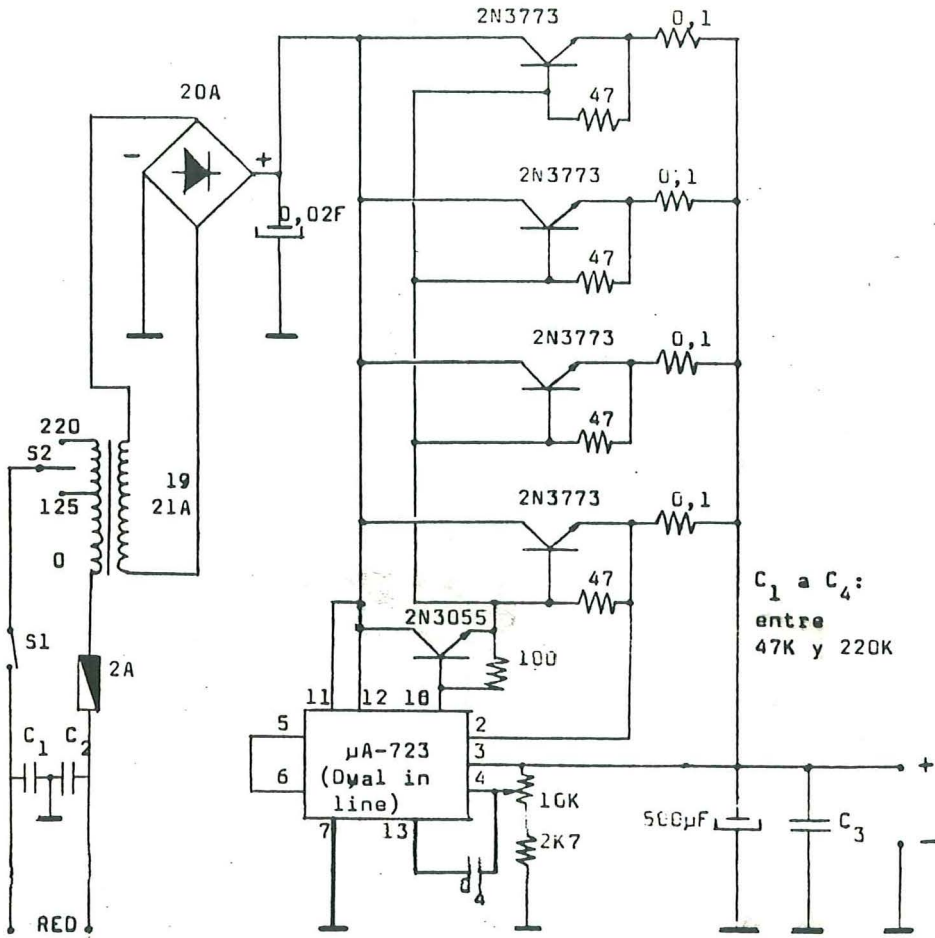 2N3773
0,1
47
20A
-
+
0,02F
2N3773
0,1
47
2N3773
0,1
47
220
S2
125
0
19
21A
2N3773
0,1
47
C1 a C4:
entre
47K y 220K
2N3055
100
S1
2A
C1
C2
11
12
10
5
6
2
3
4
7
13
µA-723
(Dual in
line)
10K
2K7
C4
500µF
C3
+
-
RED